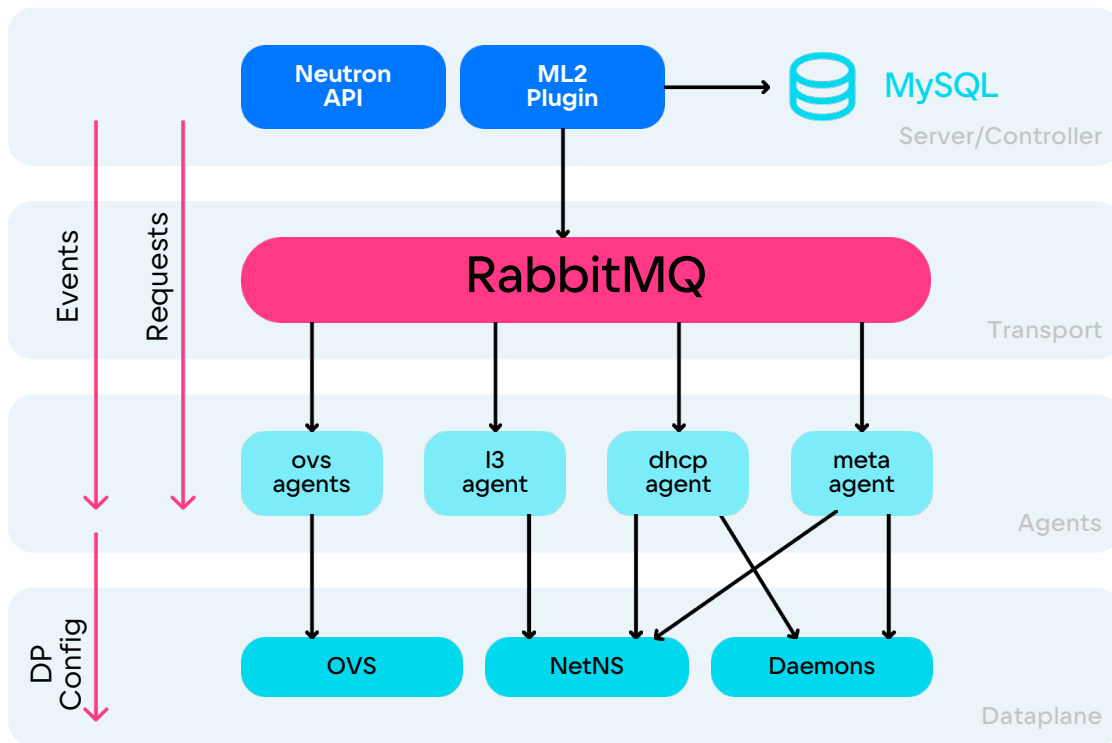 Neutron
API
ML2
Plugin
MySQL
Server/Controller
Events
Requests
RabbitMQ
Transport
ovs
agents
l3
agent
dhcp
agent
meta
agent
Agents
DP
Config
OVS
NetNS
Daemons
Dataplane